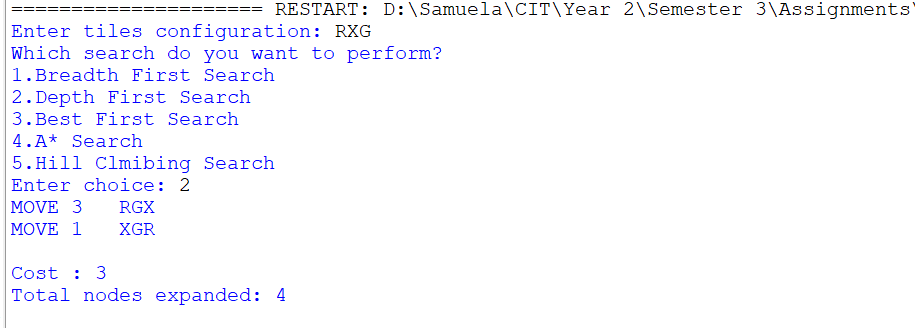 ===================== RESTART: D:\Samuela\CIT\Year 2\Semester 3\Assignments\
Enter tiles configuration: RXG
Which search do you want to perform?
1.Breadth First Search
2.Depth First Search
3.Best First Search
4.A* Search
5.Hill Clmibing Search
Enter choice: 2
MOVE 3   RGX
MOVE 1   XGR
Cost : 3
Total nodes expanded: 4